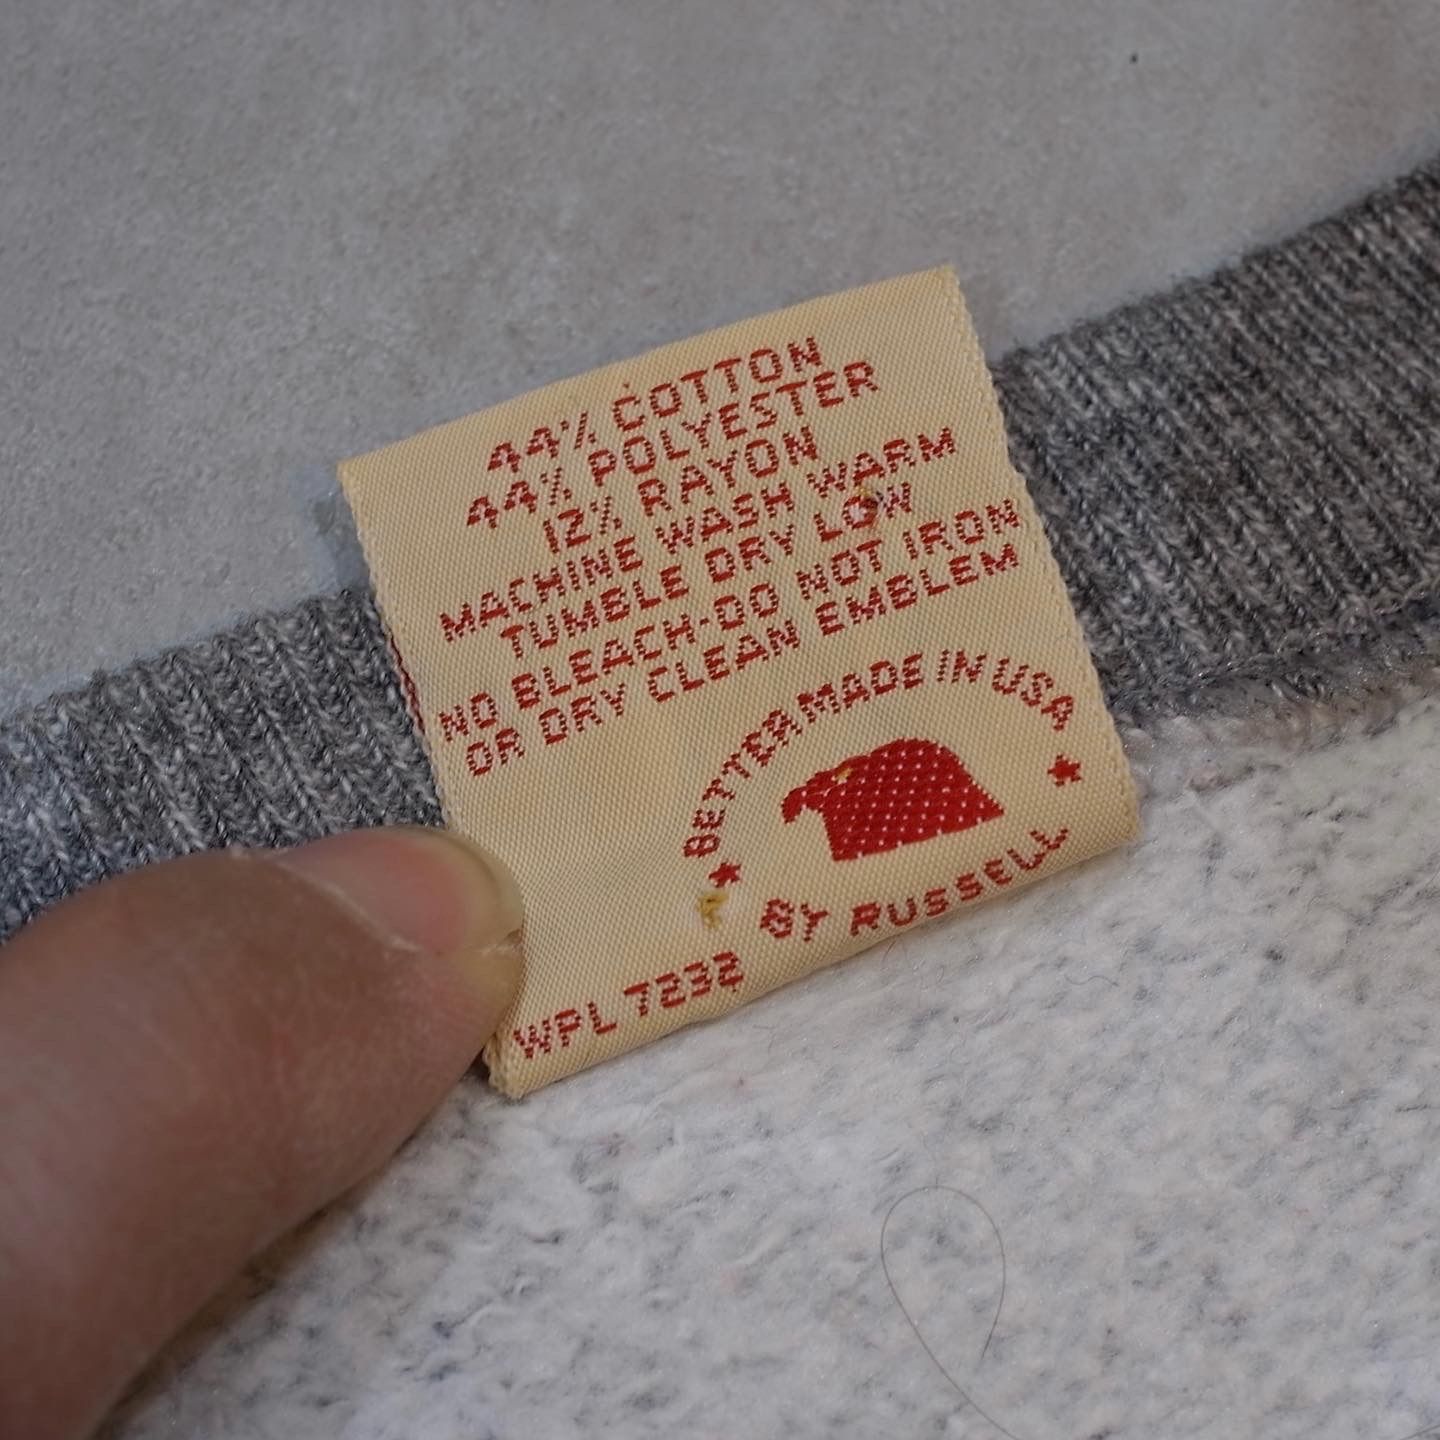 44% COTTON
44% POLYESTER
12% RAYON
MACHINE WASH WARM
TUMBLE DRY LOW
NO BLEACH-DO NOT IRON
OR DRY CLEAN EMBLEM
BETTER MADE IN USA
BY RUSSELL
WPL 7232